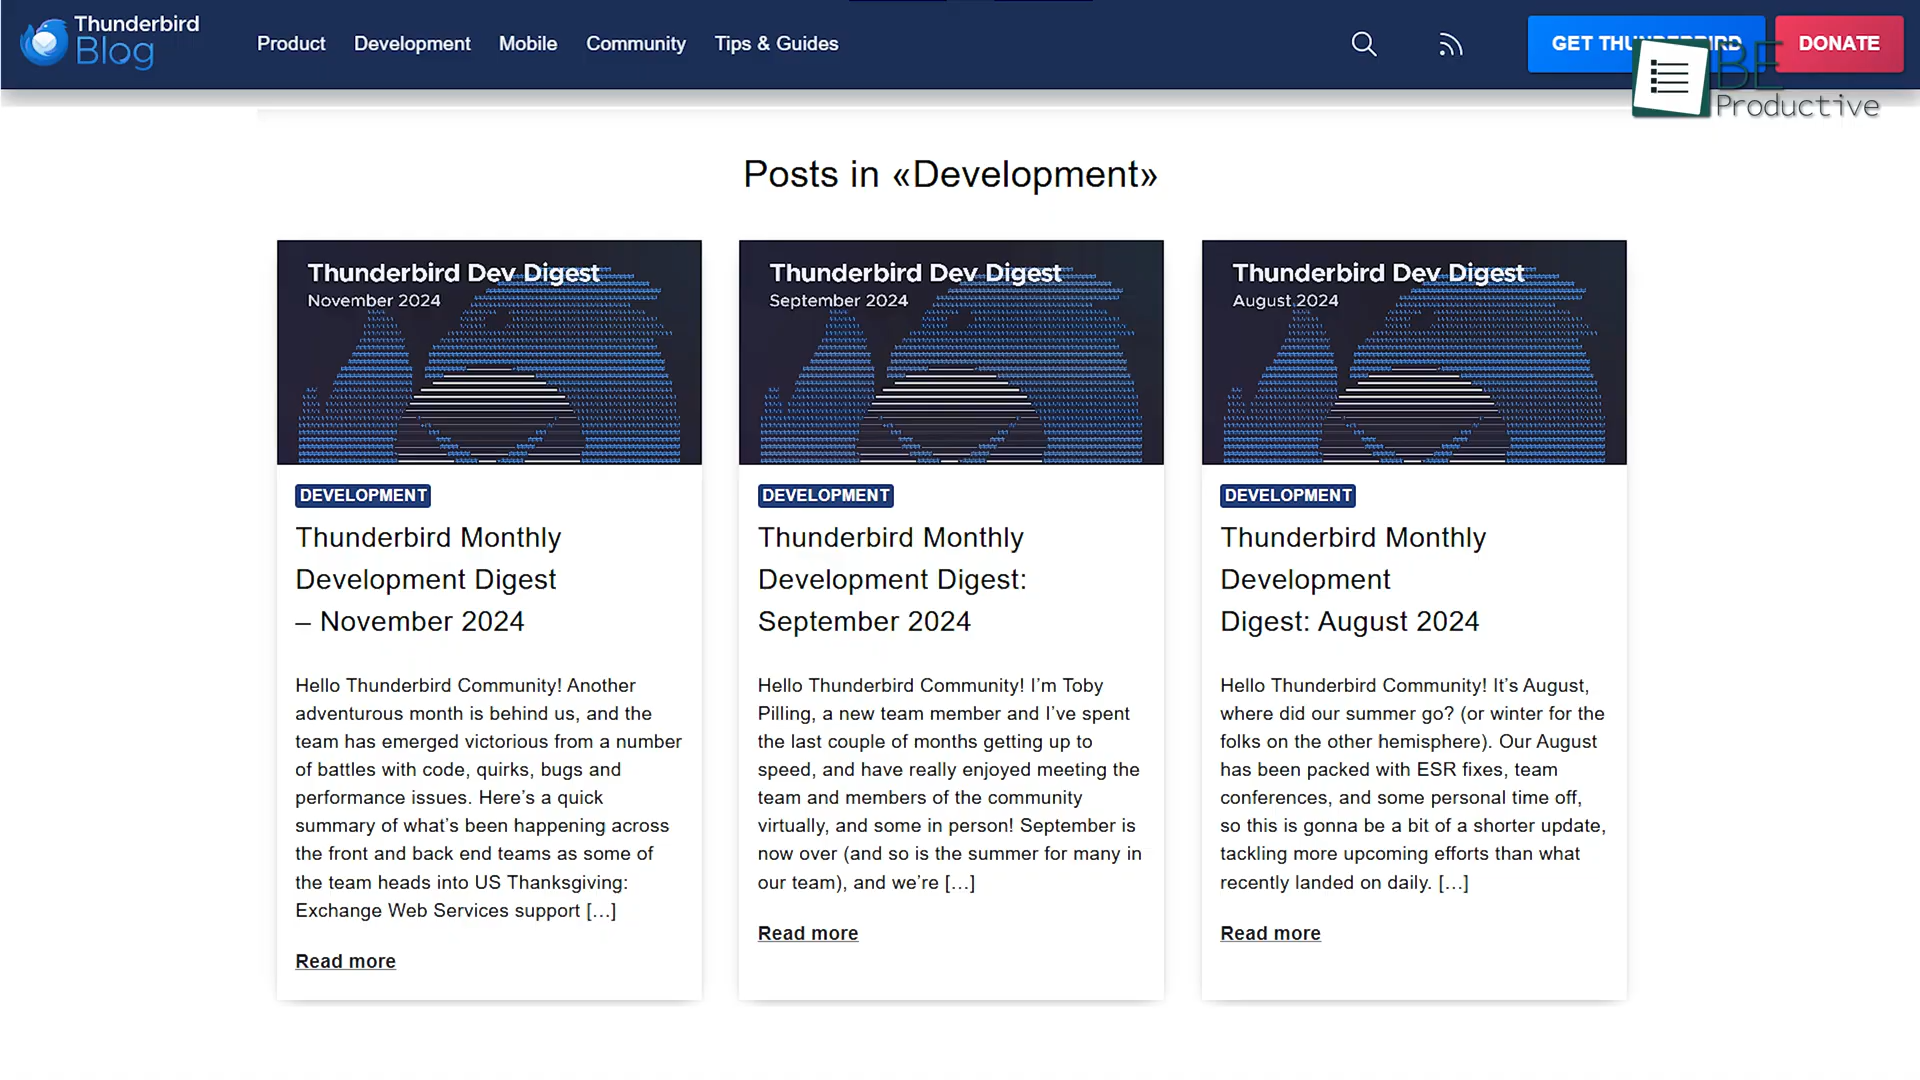 Thunderbird
Blog
Product
Development
Mobile
Community
Tips & Guides
GET THUNDERBIRD
DONATE
BE
Productive
Posts in «Development»
Thunderbird Dev Digest
November 2024
DEVELOPMENT
Thunderbird Monthly
Development Digest
– November 2024
Hello Thunderbird Community! Another
adventurous month is behind us, and the
team has emerged victorious from a number
of battles with code, quirks, bugs and
performance issues. Here’s a quick
summary of what’s been happening across
the front and back end teams as some of
the team heads into US Thanksgiving:
Exchange Web Services support […]
Read more
Thunderbird Dev Digest
September 2024
DEVELOPMENT
Thunderbird Monthly
Development Digest:
September 2024
Hello Thunderbird Community! I’m Toby
Pilling, a new team member and I’ve spent
the last couple of months getting up to
speed, and have really enjoyed meeting the
team and members of the community
virtually, and some in person! September is
now over (and so is the summer for many in
our team), and we’re […]
Read more
Thunderbird Dev Digest
August 2024
DEVELOPMENT
Thunderbird Monthly
Development
Digest: August 2024
Hello Thunderbird Community! It’s August,
where did our summer go? (or winter for the
folks on the other hemisphere). Our August
has been packed with ESR fixes, team
conferences, and some personal time off,
so this is gonna be a bit of a shorter update,
tackling more upcoming efforts than what
recently landed on daily. […]
Read more